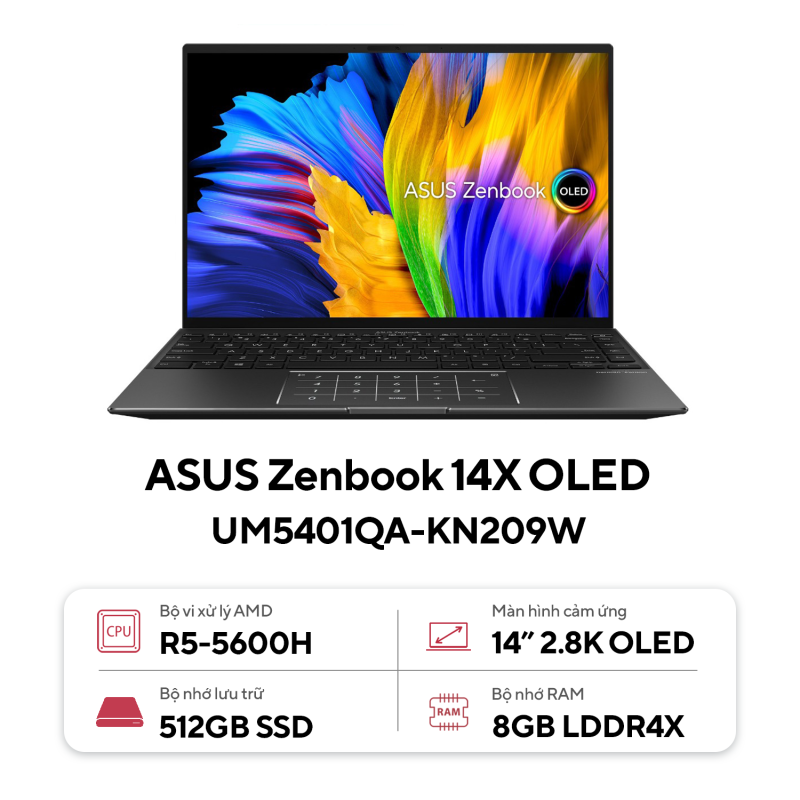 ASUS Zenbook OLED
ASUS Zenbook 14X OLED
UM5401QA-KN209W
CPU
Bộ vi xử lý AMD
R5-5600H
Màn hình cảm ứng
14” 2.8K OLED
Bộ nhớ lưu trữ
512GB SSD
RAM
Bộ nhớ RAM
8GB LDDR4X